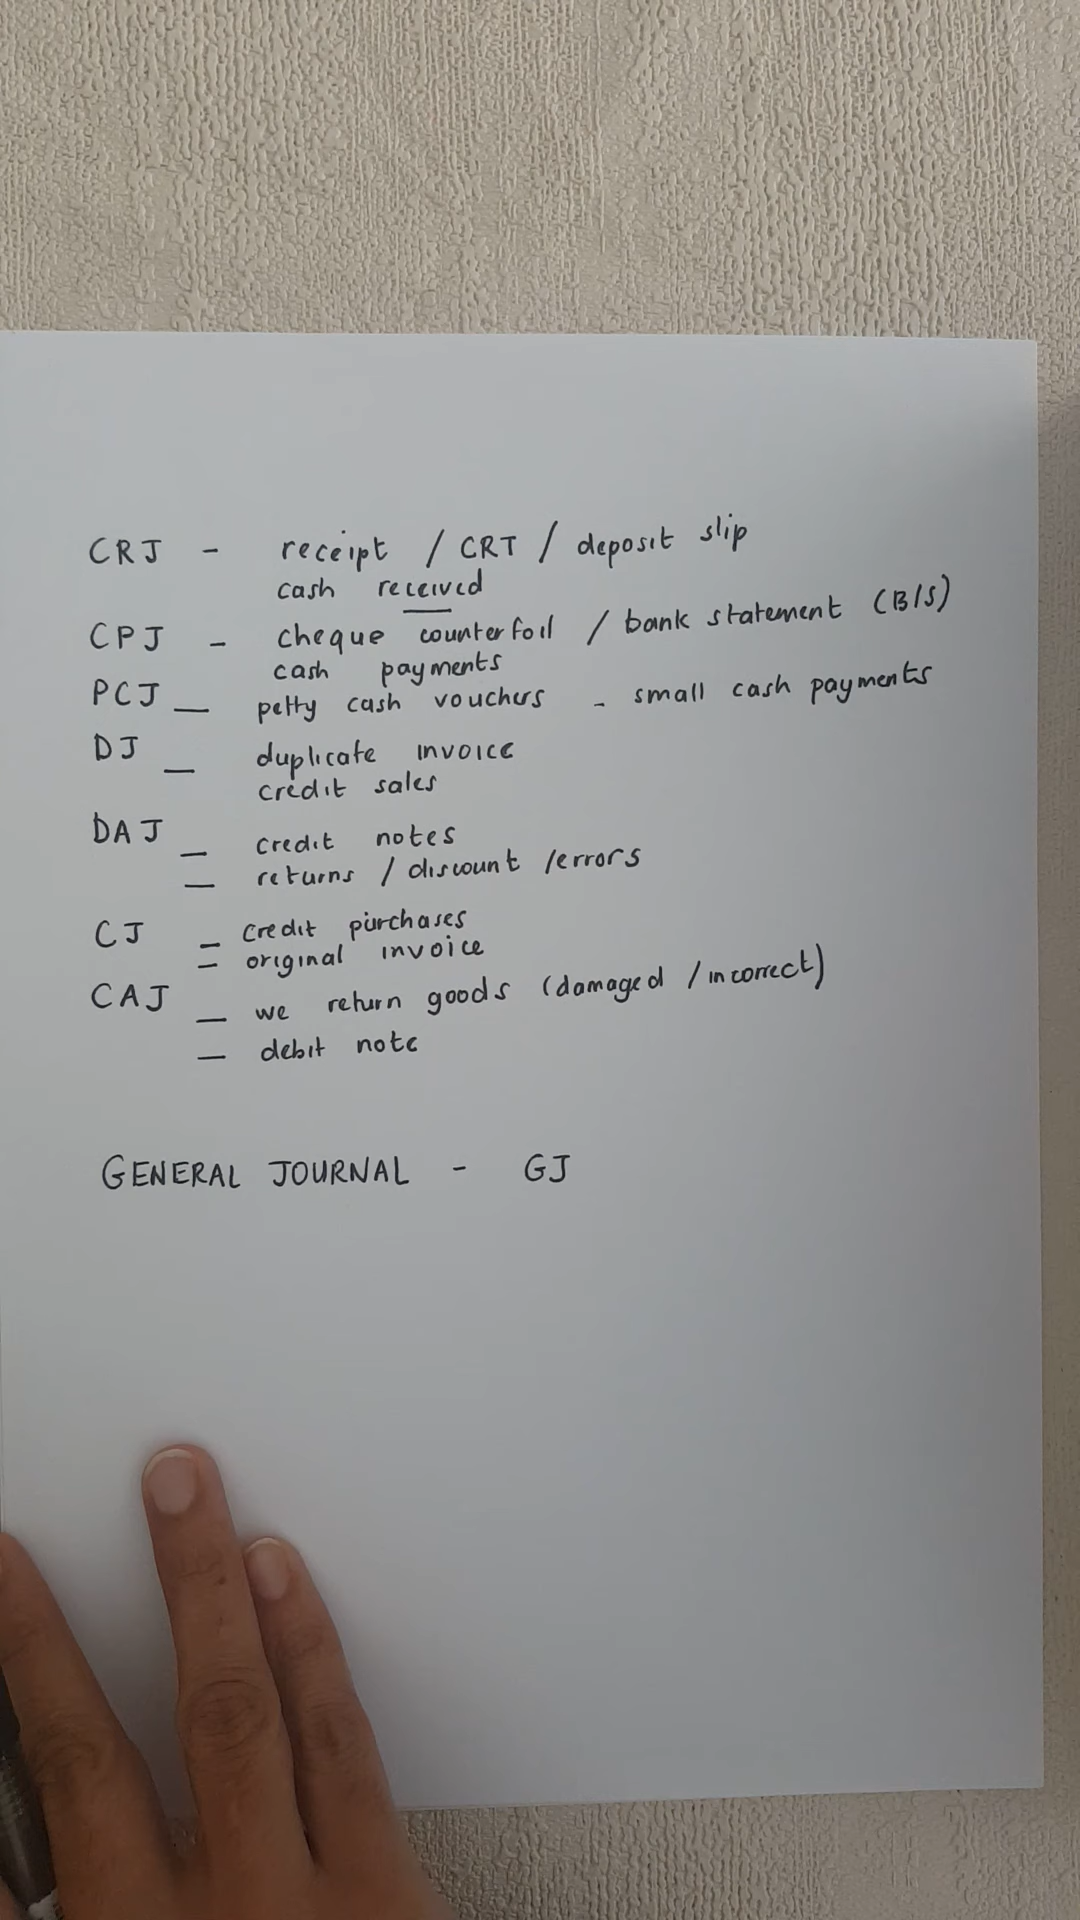 CRJ - receipt / CRT / deposit slip
cash received
CPJ - cheque counterfoil / bank statement (B/S)
cash payments
PCJ _ petty cash vouchers - small cash payments
DJ _ duplicate invoice
credit sales
DAJ _ credit notes
_ returns / discount / errors
CJ _ credit purchases
_ original invoice
CAJ _ we return goods (damaged / incorrect)
_ debit note
GENERAL JOURNAL - GJ